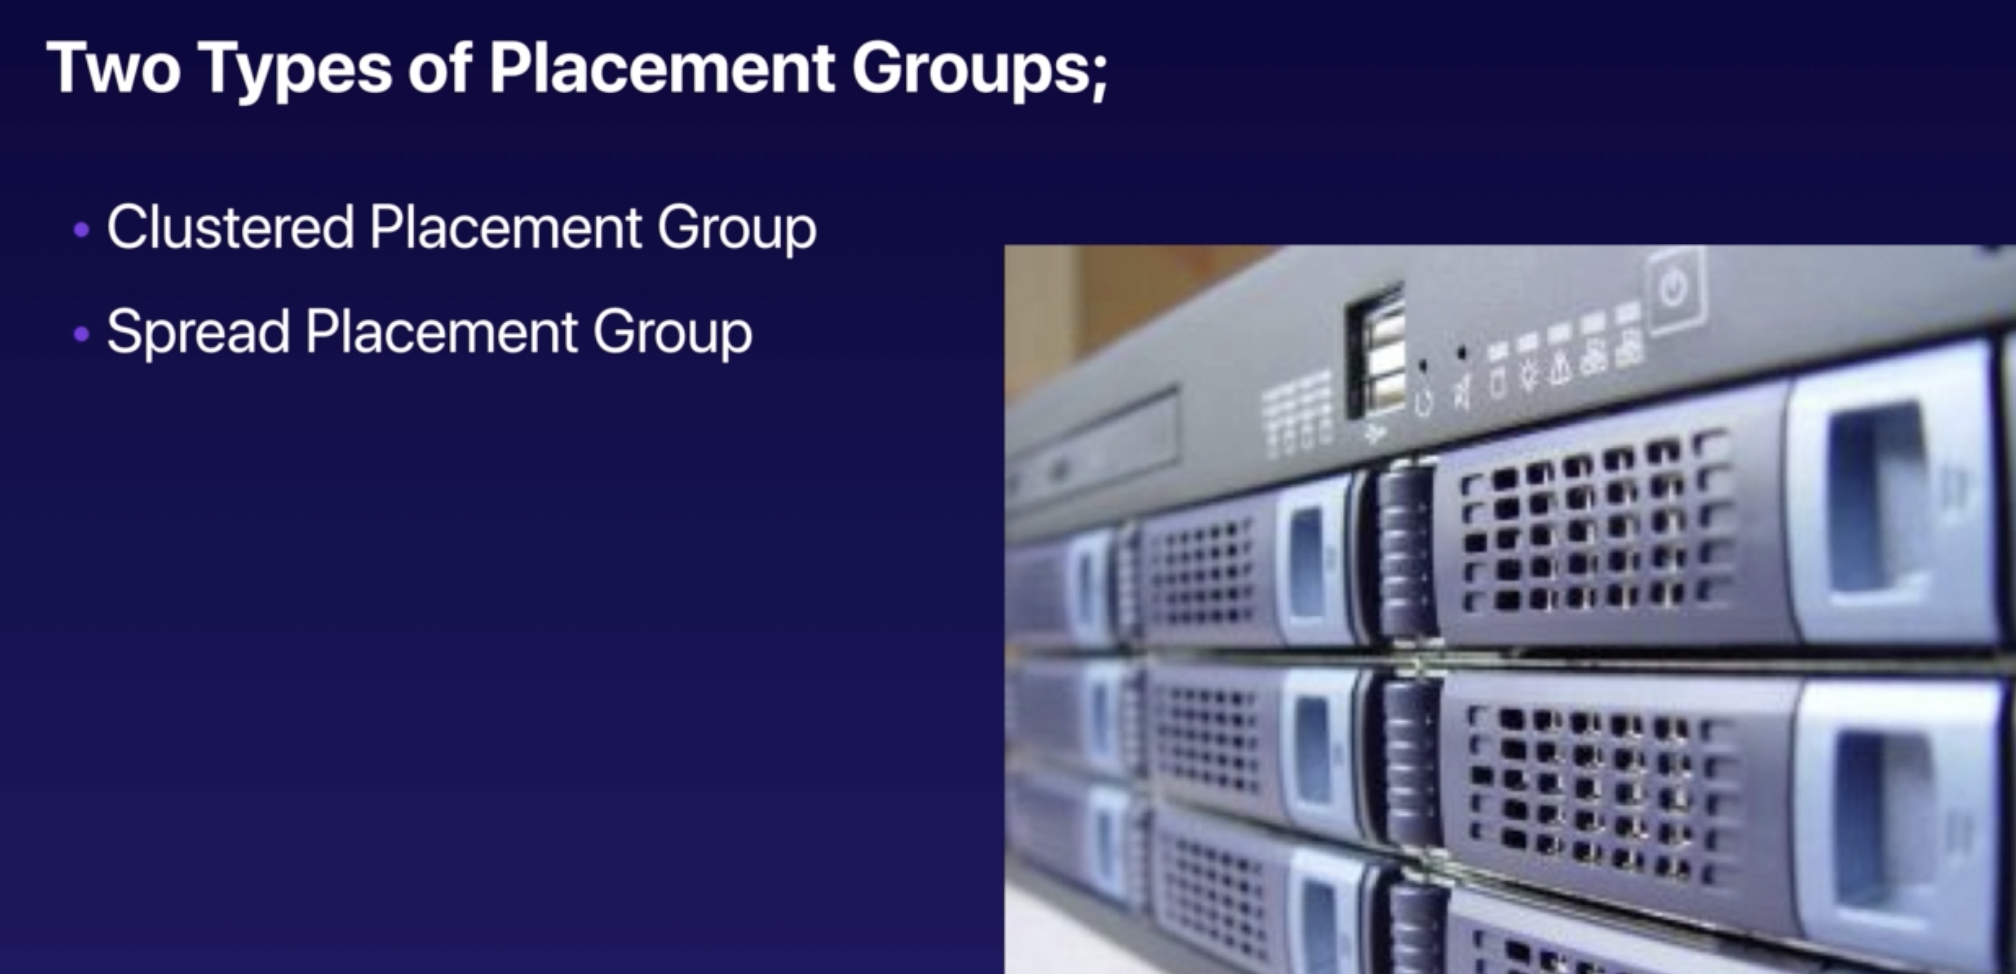 Two Types of Placement Groups;
• Clustered Placement Group
• Spread Placement Group